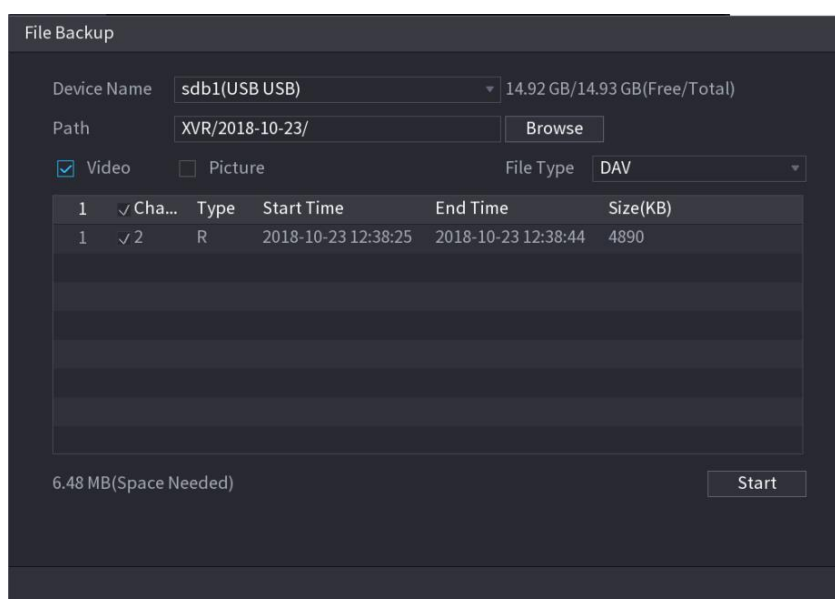 File Backup
Device Name sdb1(USB USB) 14.92 GB/14.93 GB(Free/Total)
Path XVR/2018-10-23/ Browse
Video Picture File Type DAV
1 Cha... Type Start Time End Time Size(KB)
1 2 R 2018-10-23 12:38:25 2018-10-23 12:38:44 4890
6.48 MB(Space Needed) Start